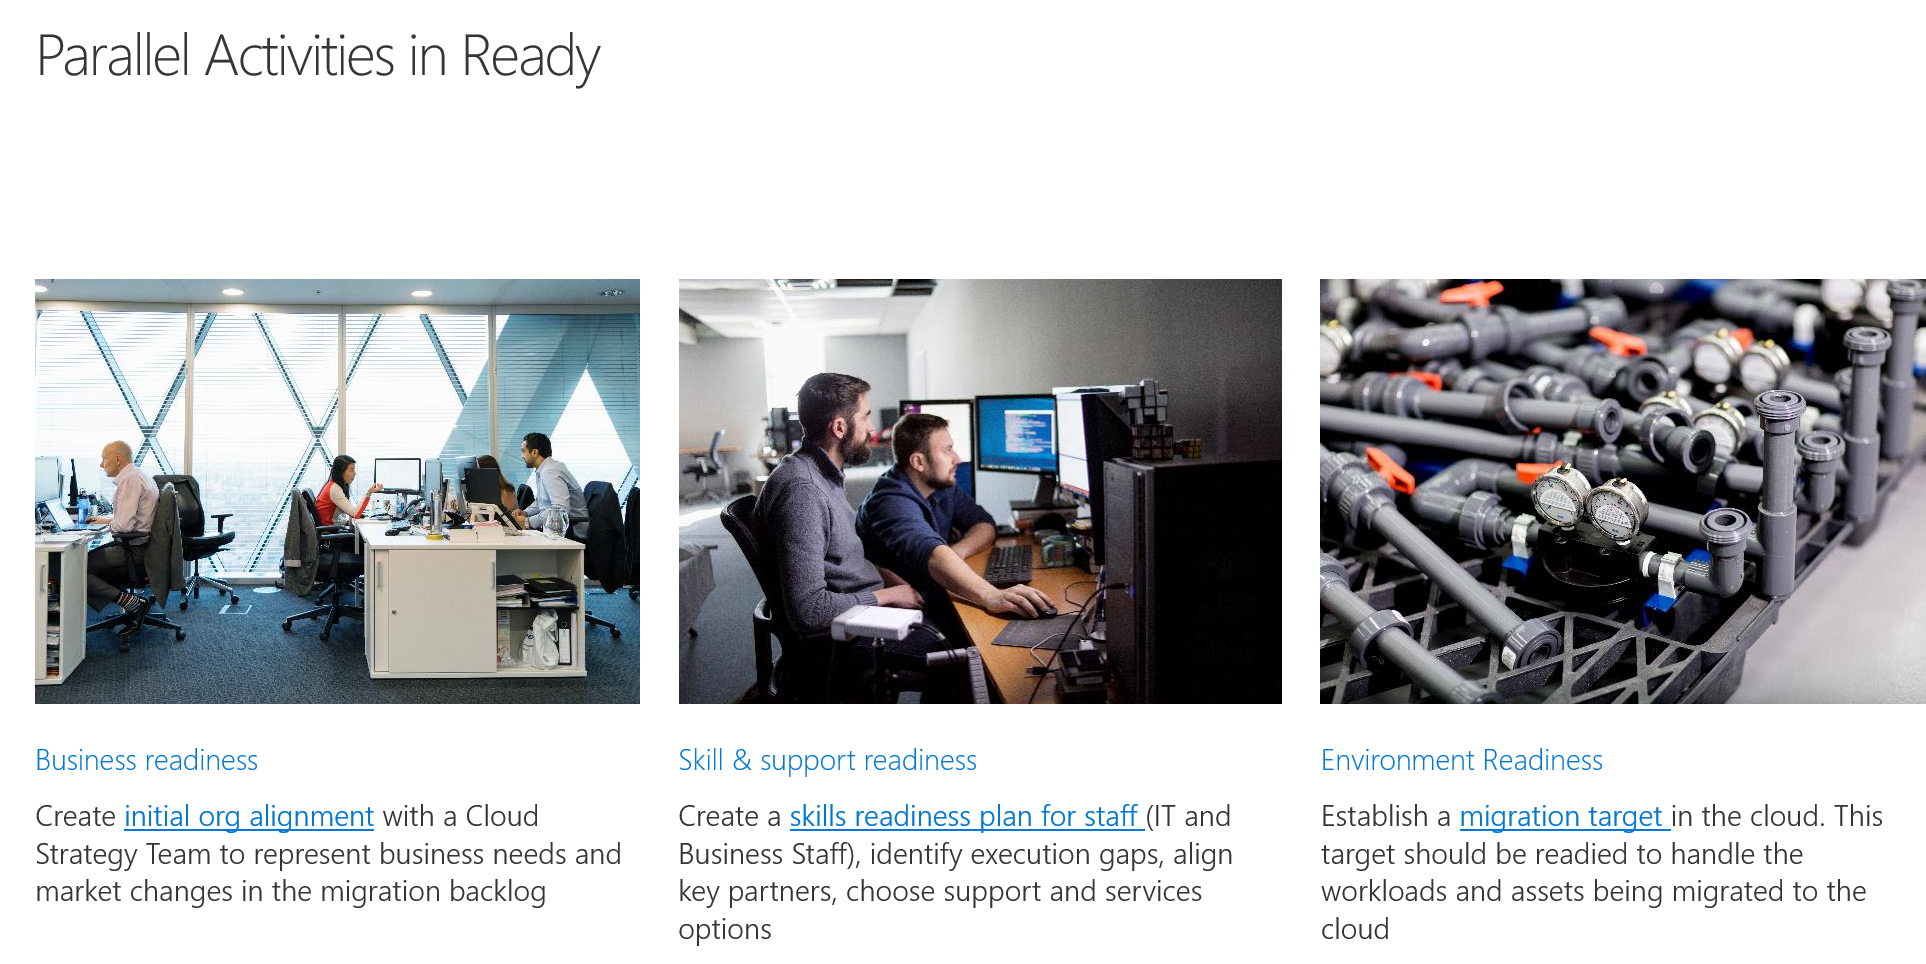 Parallel Activities in Ready
Business readiness
Create initial org alignment with a Cloud
Strategy Team to represent business needs and
market changes in the migration backlog
Skill & support readiness
Create a skills readiness plan for staff (IT and
Business Staff), identify execution gaps, align
key partners, choose support and services
options
Environment Readiness
Establish a migration target in the cloud. This
target should be readied to handle the
workloads and assets being migrated to the
cloud